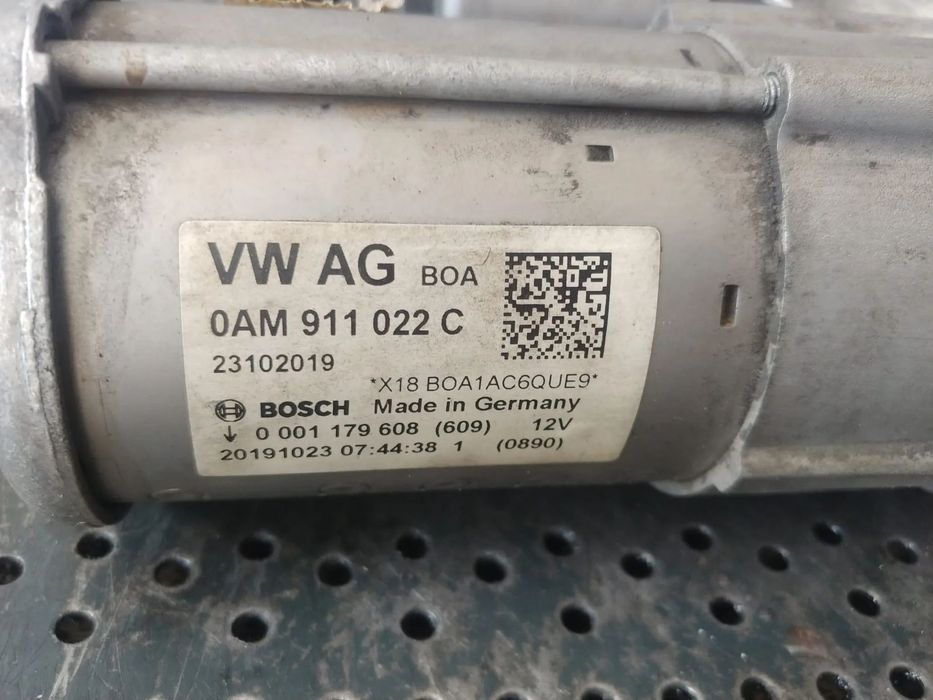 VW AG BOA
0AM 911 022 C
23102019
*X18 BOA1AC6QUE9*
BOSCH Made in Germany
↓ 0 001 179 608 (609) 12V
20191023 07:44:38 1 (0890)